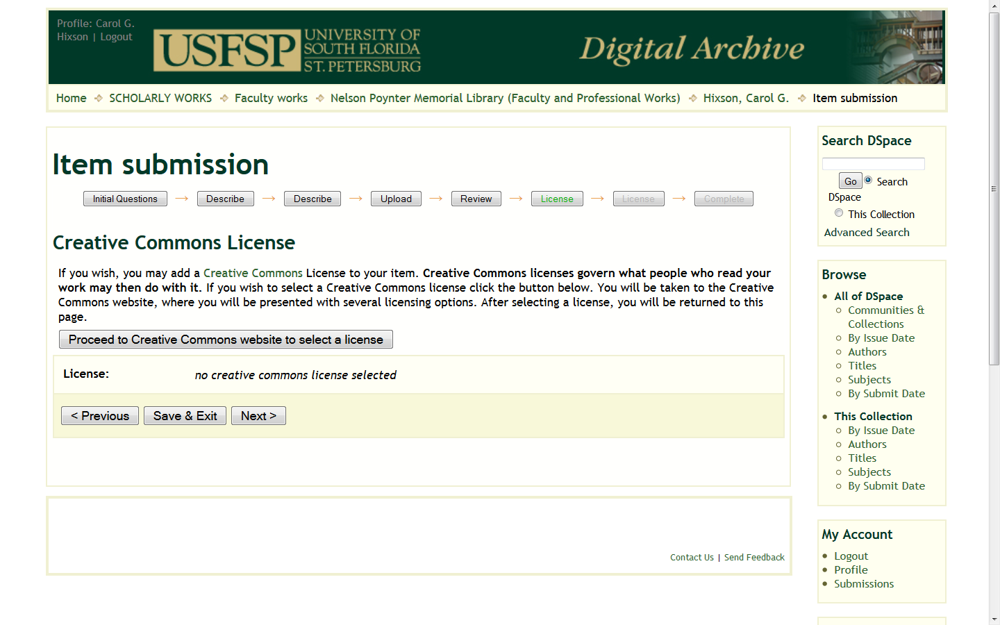 Profile: Carol G.
Hixson | Logout
USFSP
UNIVERSITY OF
SOUTH FLORIDA
ST. PETERSBURG
Digital Archive
Home SCHOLARLY WORKS Faculty works Nelson Poynter Memorial Library (Faculty and Professional Works) Hixson, Carol G. Item submission
Item submission
Initial Questions → Describe → Describe → Upload → Review → License → License → Complete
Creative Commons License
If you wish, you may add a Creative Commons License to your item. Creative Commons licenses govern what people who read your
work may then do with it. If you wish to select a Creative Commons license click the button below. You will be taken to the Creative
Commons website, where you will be presented with several licensing options. After selecting a license, you will be returned to this
page.
Proceed to Creative Commons website to select a license
License: no creative commons license selected
< Previous Save & Exit Next >
Contact Us | Send Feedback
Search DSpace
Go Search
DSpace
This Collection
Advanced Search
Browse
All of DSpace
Communities &
Collections
By Issue Date
Authors
Titles
Subjects
By Submit Date
This Collection
By Issue Date
Authors
Titles
Subjects
By Submit Date
My Account
Logout
Profile
Submissions